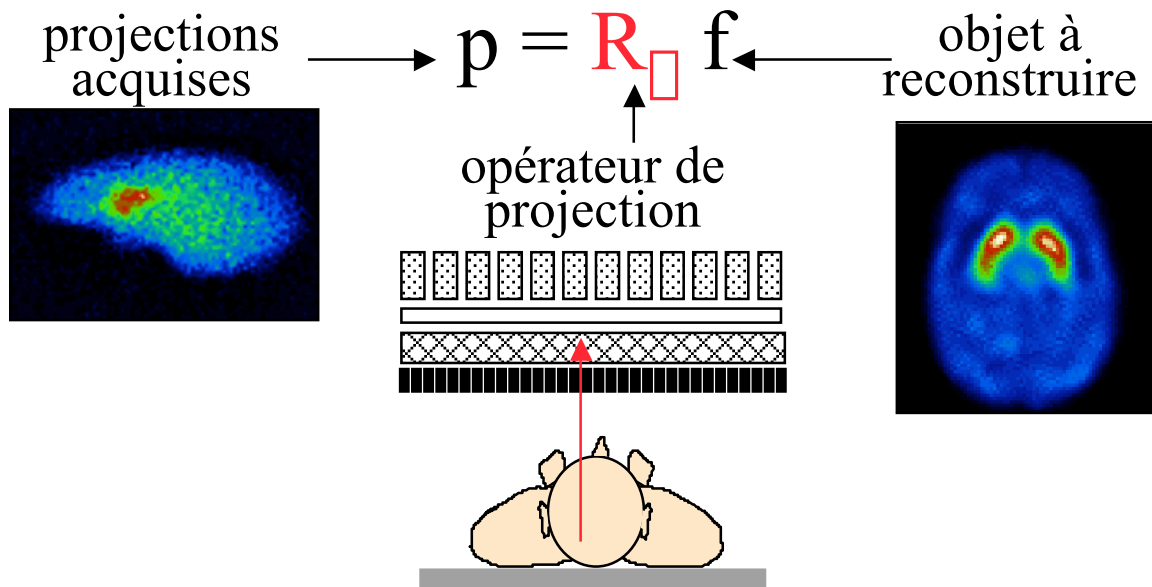 projections
acquises
p = R□ f
objet à
reconstruire
opérateur de
projection